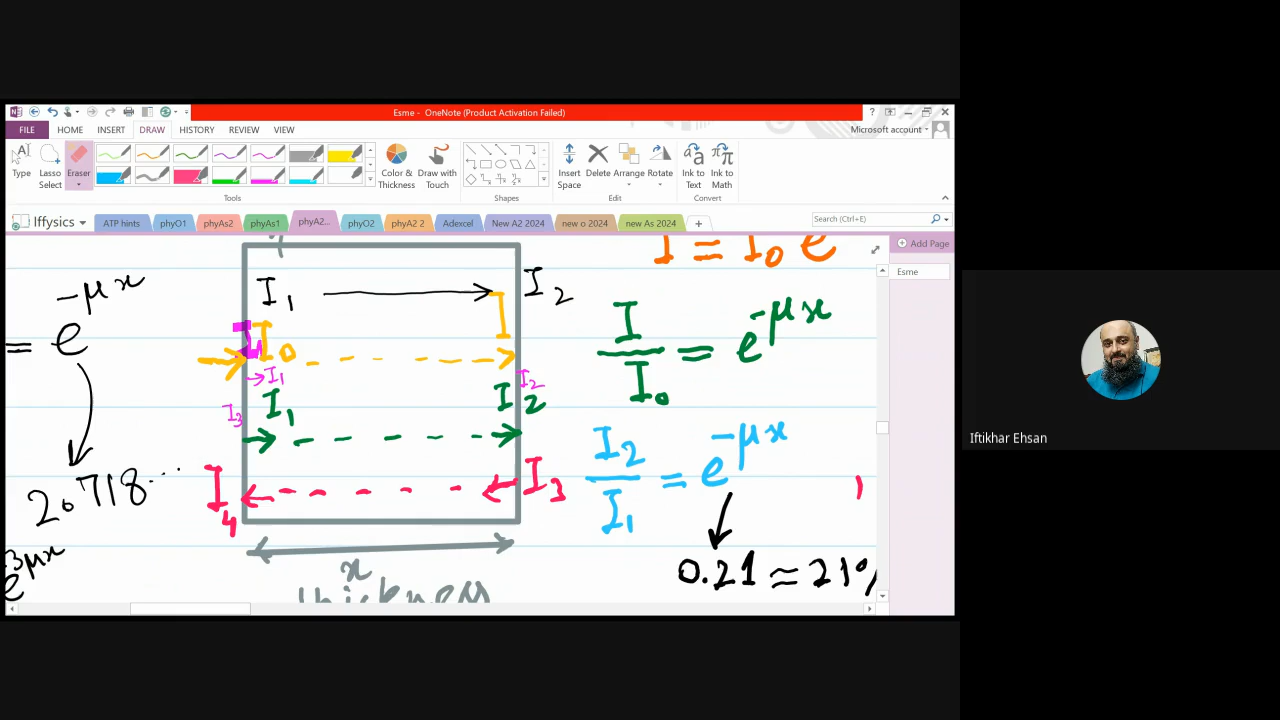 Esme - OneNote (Product Activation Failed)
FILE HOME INSERT DRAW HISTORY REVIEW VIEW
Microsoft account
Type
Lasso Select
Eraser
Color & Thickness
Draw with Touch
Insert Space
Delete
Arrange
Rotate
Ink to Text
Ink to Math
Tools
Shapes
Edit
Convert
Iffysics
ATP hints
phyO1
phyAs2
phyAs1
phyA2...
phyO2
phyA2 2
Adexcel
New A2 2024
new o 2024
new As 2024
Search (Ctrl+E)
Add Page
Esme
I = I₀ e
I₁ I₂
= e^-μx
I₀ I
I/I₀ = e^-μx
I₁ I₂
I₃ I₁ I₂
I₂/I₁ = e^-μx
I₄ I₃
2.718...
e^3μx
x
thickness
0.21 ≈ 21%
Iftikhar Ehsan